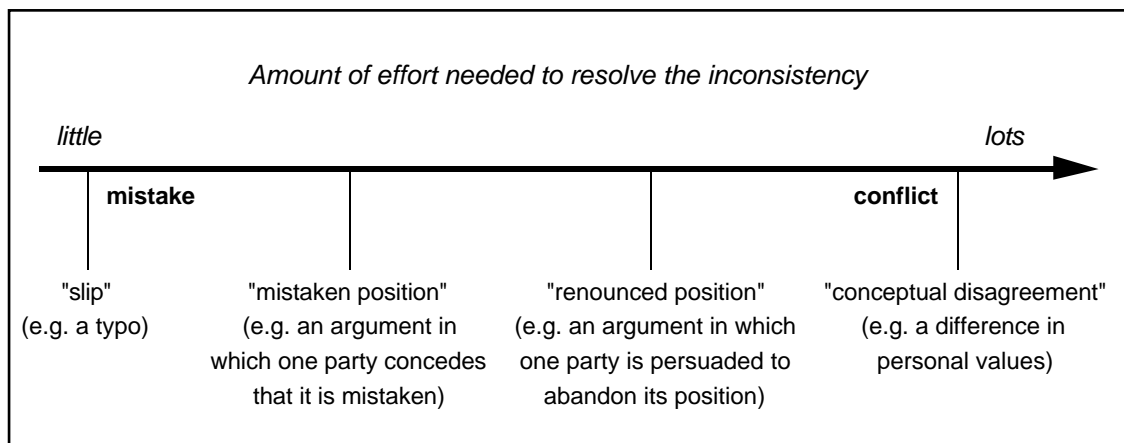 Amount of effort needed to resolve the inconsistency
little lots
mistake conflict
"slip" "mistaken position" "renounced position" "conceptual disagreement"
(e.g. a typo) (e.g. an argument in (e.g. an argument in which (e.g. a difference in
which one party concedes one party is persuaded to personal values)
that it is mistaken) abandon its position)